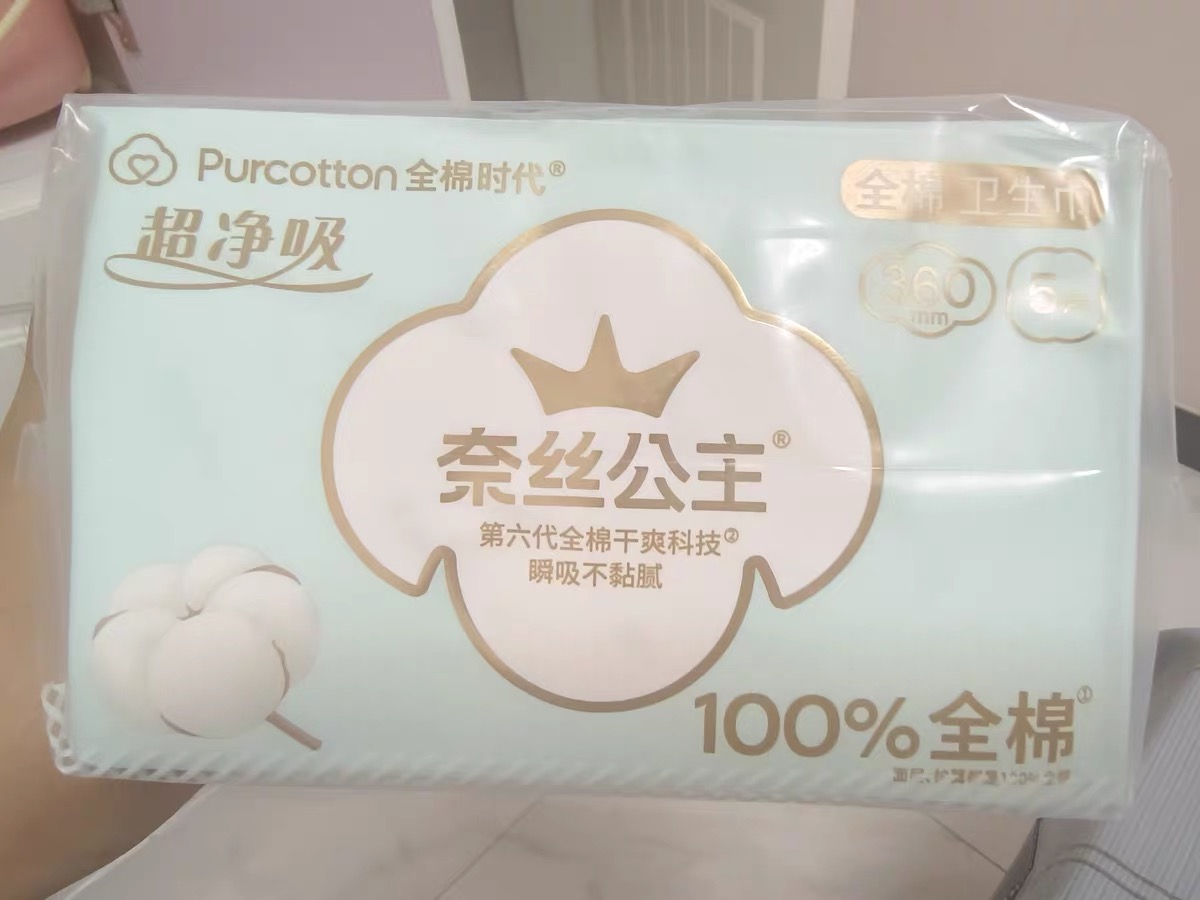 Purcotton 全棉时代®
超净吸
全棉 卫生巾
360
mm
5片
奈丝公主®
第六代全棉干爽科技②
瞬吸不黏腻
100%全棉①